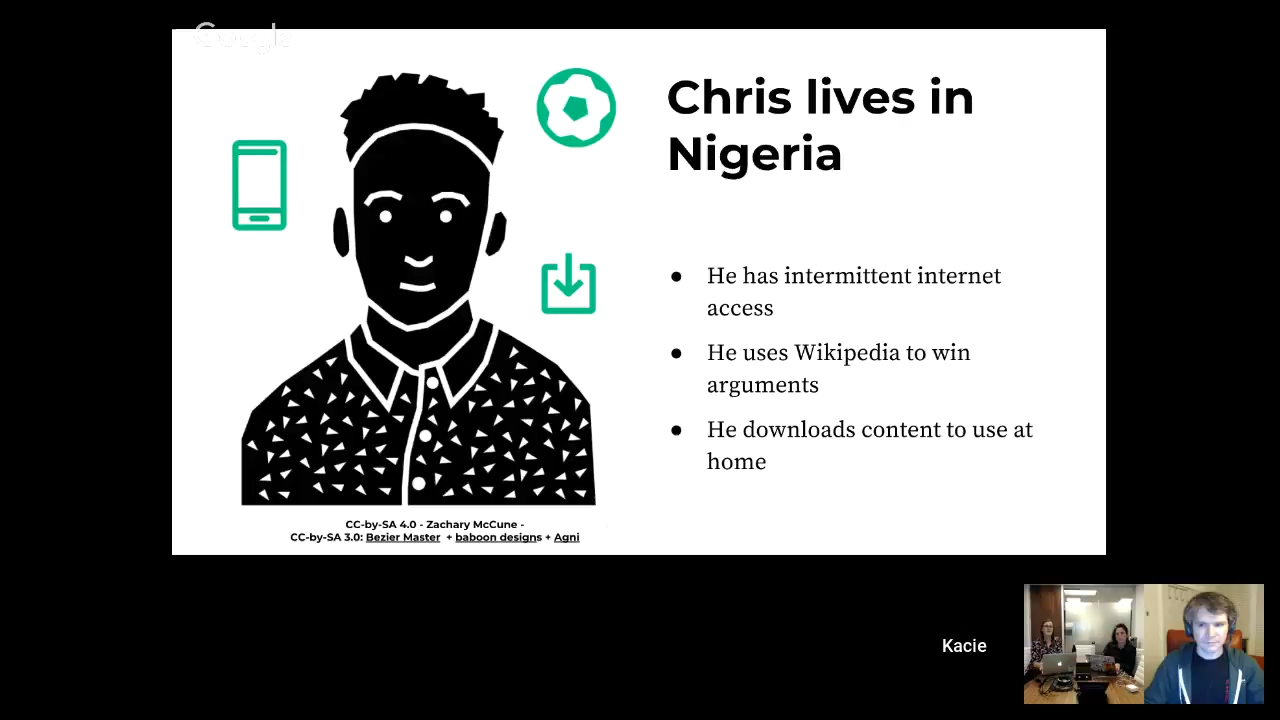 Google
Chris lives in
Nigeria
● He has intermittent internet
access
● He uses Wikipedia to win
arguments
● He downloads content to use at
home
CC-by-SA 4.0 - Zachary McCune -
CC-by-SA 3.0: Bezier Master + baboon designs + Agni
Kacie